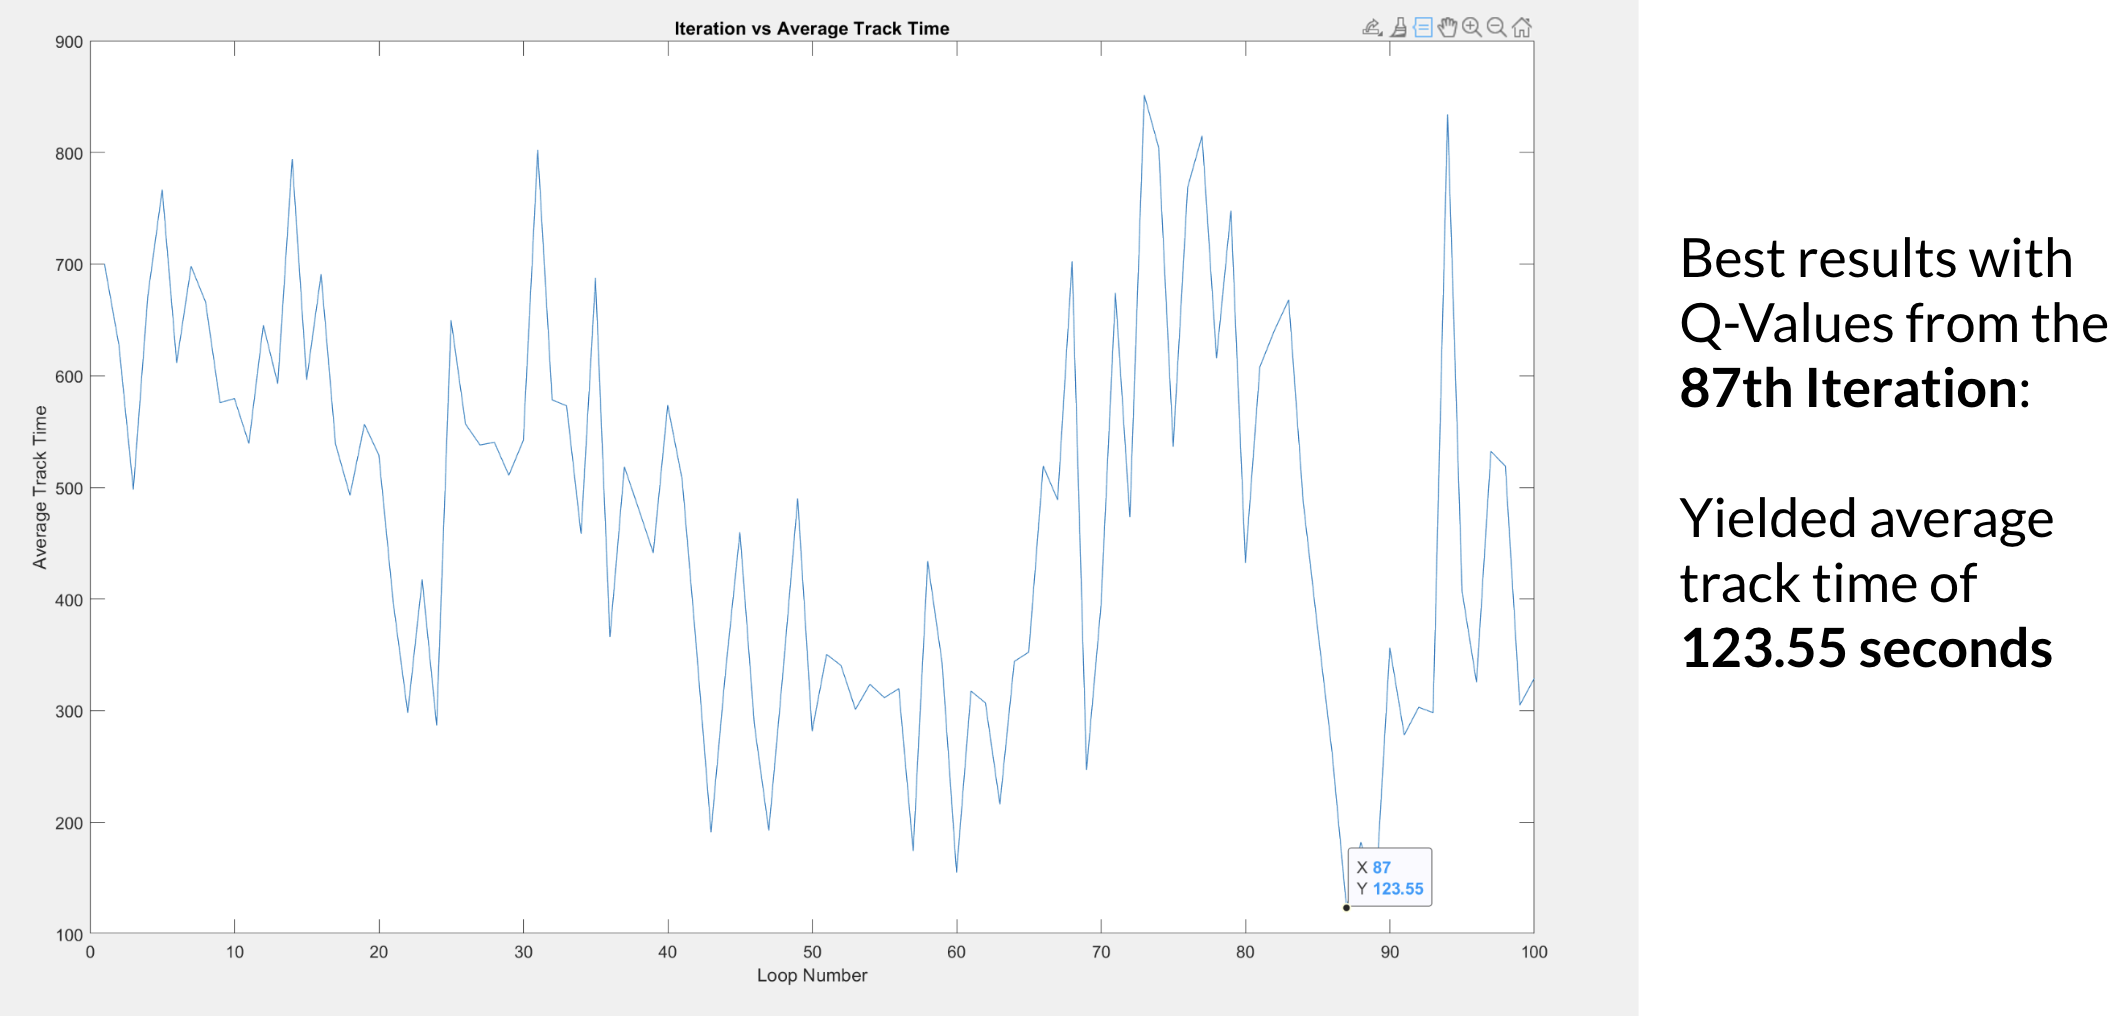 Iteration vs Average Track Time
900
800
700
600
500
400
300
200
100
Average Track Time
0 10 20 30 40 50 60 70 80 90 100
Loop Number
X 87
Y 123.55
Best results with
Q-Values from the
87th Iteration:
Yielded average
track time of
123.55 seconds